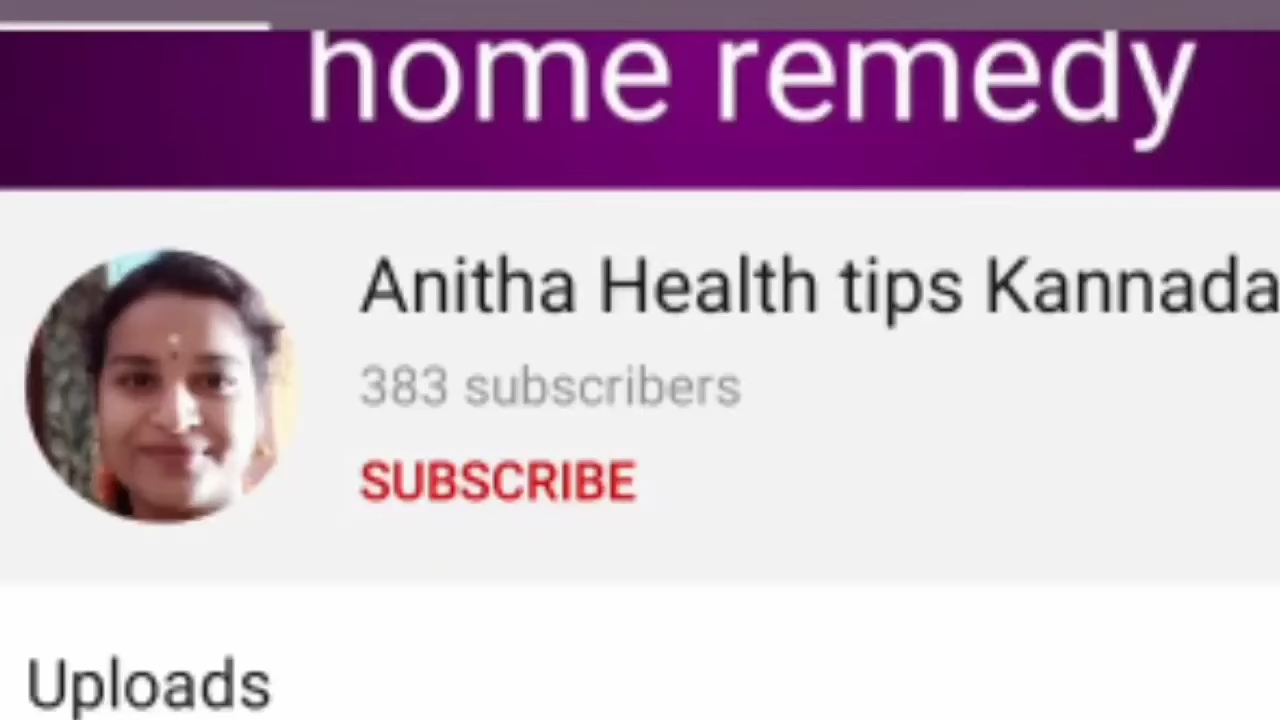 home remedy
Anitha Health tips Kannada
383 subscribers
SUBSCRIBE
Uploads